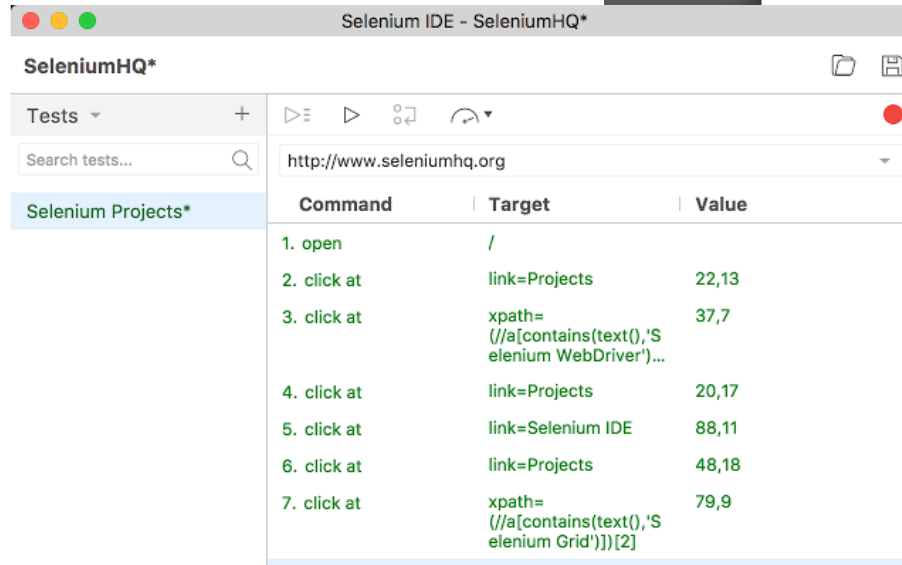 Selenium IDE - SeleniumHQ*
SeleniumHQ*
Tests
Search tests...
Selenium Projects*
http://www.seleniumhq.org
Command Target Value
1. open /
2. click at link=Projects 22,13
3. click at xpath= 37,7
(//a[contains(text(),'S
elenium WebDriver')...
4. click at link=Projects 20,17
5. click at link=Selenium IDE 88,11
6. click at link=Projects 48,18
7. click at xpath= 79,9
(//a[contains(text(),'S
elenium Grid')])[2]